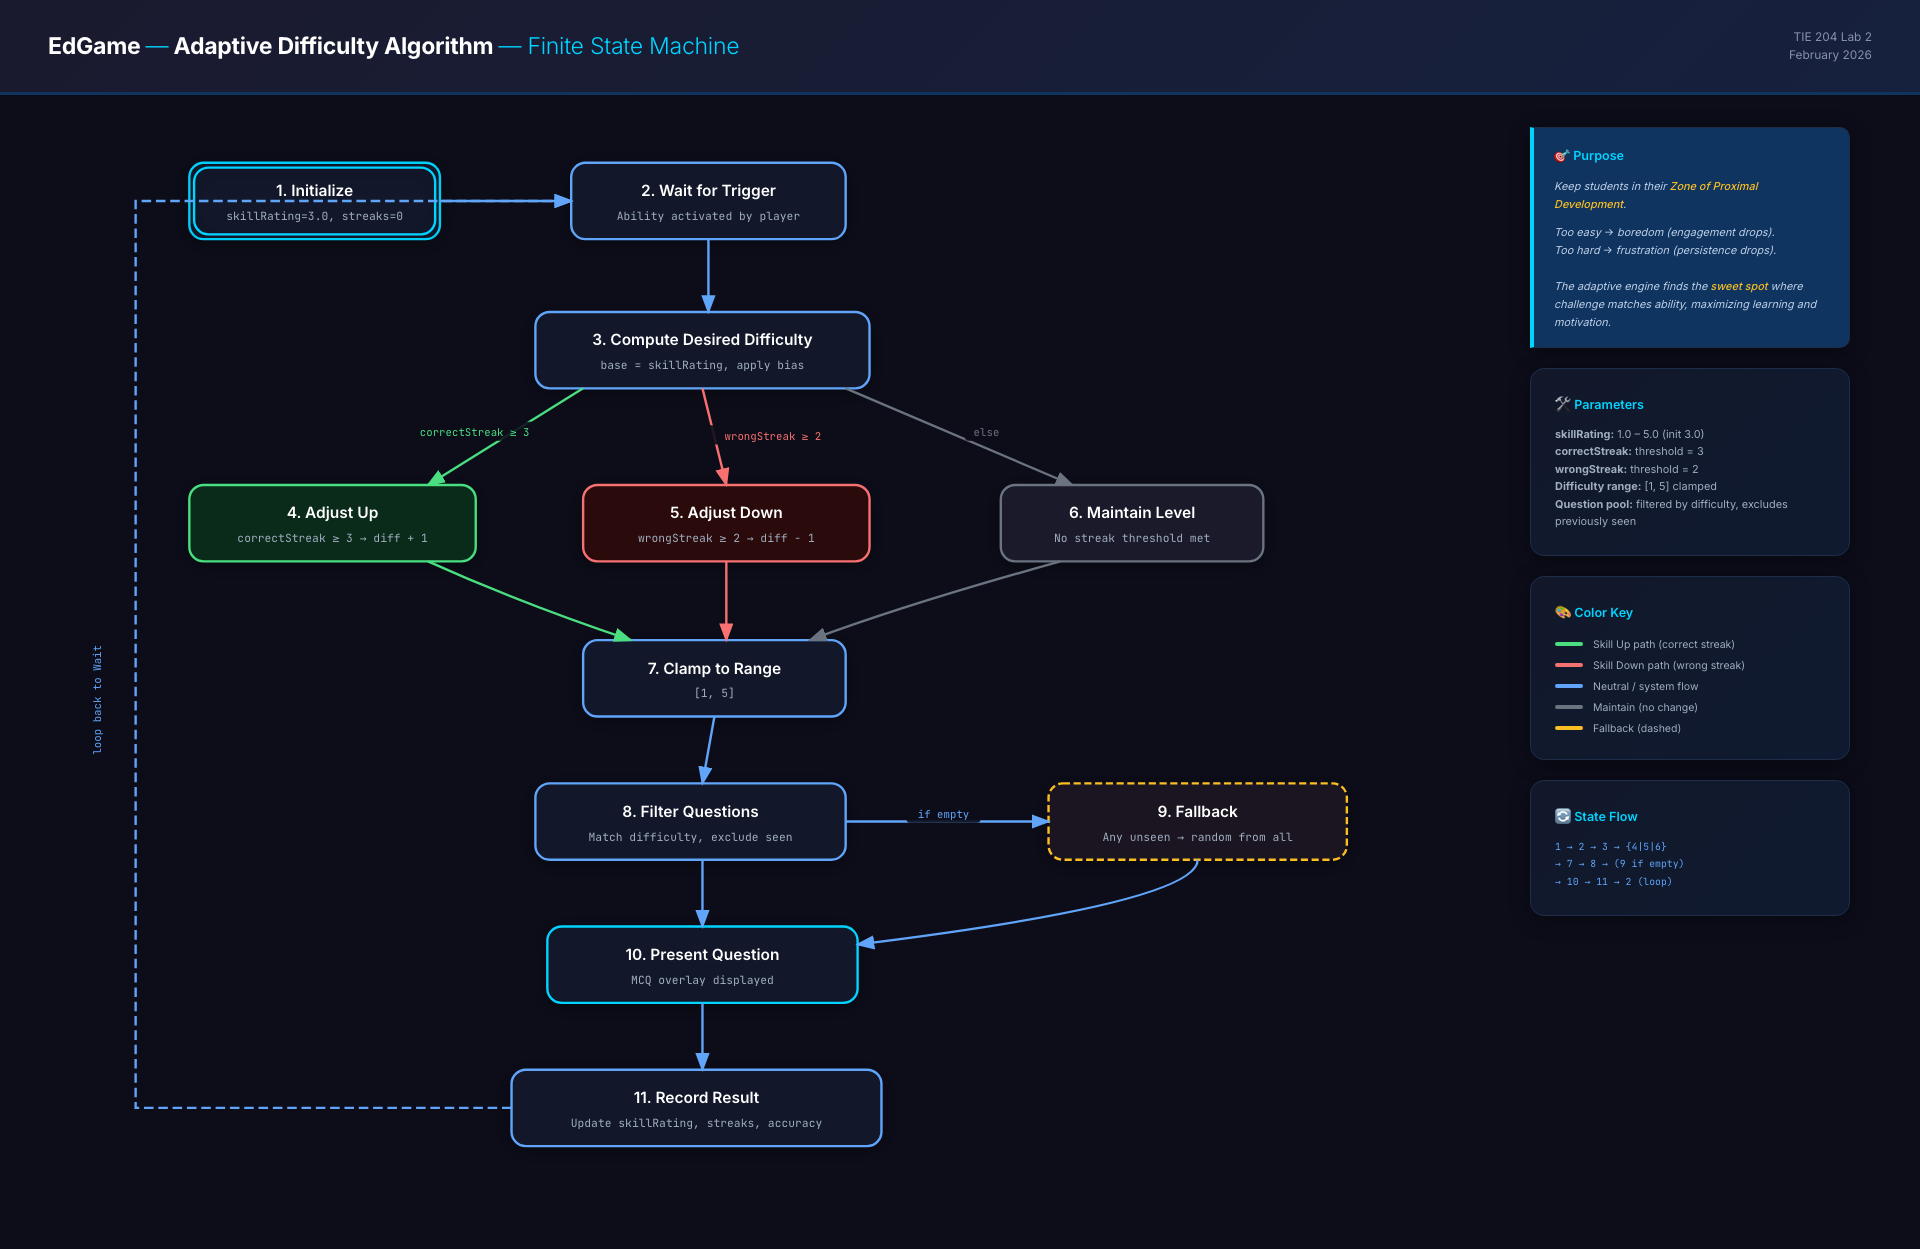 EdGame — Adaptive Difficulty Algorithm — Finite State Machine
TIE 204 Lab 2
February 2026
1. Initialize
skillRating=3.0, streaks=0
2. Wait for Trigger
Ability activated by player
3. Compute Desired Difficulty
base = skillRating, apply bias
correctStreak ≥ 3
wrongStreak ≥ 2
else
4. Adjust Up
correctStreak ≥ 3 → diff + 1
5. Adjust Down
wrongStreak ≥ 2 → diff - 1
6. Maintain Level
No streak threshold met
7. Clamp to Range
[1, 5]
loop back to Wait
8. Filter Questions
Match difficulty, exclude seen
if empty
9. Fallback
Any unseen → random from all
10. Present Question
MCQ overlay displayed
11. Record Result
Update skillRating, streaks, accuracy
🎯 Purpose
Keep students in their Zone of Proximal
Development.
Too easy → boredom (engagement drops).
Too hard → frustration (persistence drops).
The adaptive engine finds the sweet spot where
challenge matches ability, maximizing learning and
motivation.
🛠 Parameters
skillRating: 1.0 – 5.0 (init 3.0)
correctStreak: threshold = 3
wrongStreak: threshold = 2
Difficulty range: [1, 5] clamped
Question pool: filtered by difficulty, excludes
previously seen
🎨 Color Key
Skill Up path (correct streak)
Skill Down path (wrong streak)
Neutral / system flow
Maintain (no change)
Fallback (dashed)
🔄 State Flow
1 → 2 → 3 → {4|5|6}
→ 7 → 8 → (9 if empty)
→ 10 → 11 → 2 (loop)